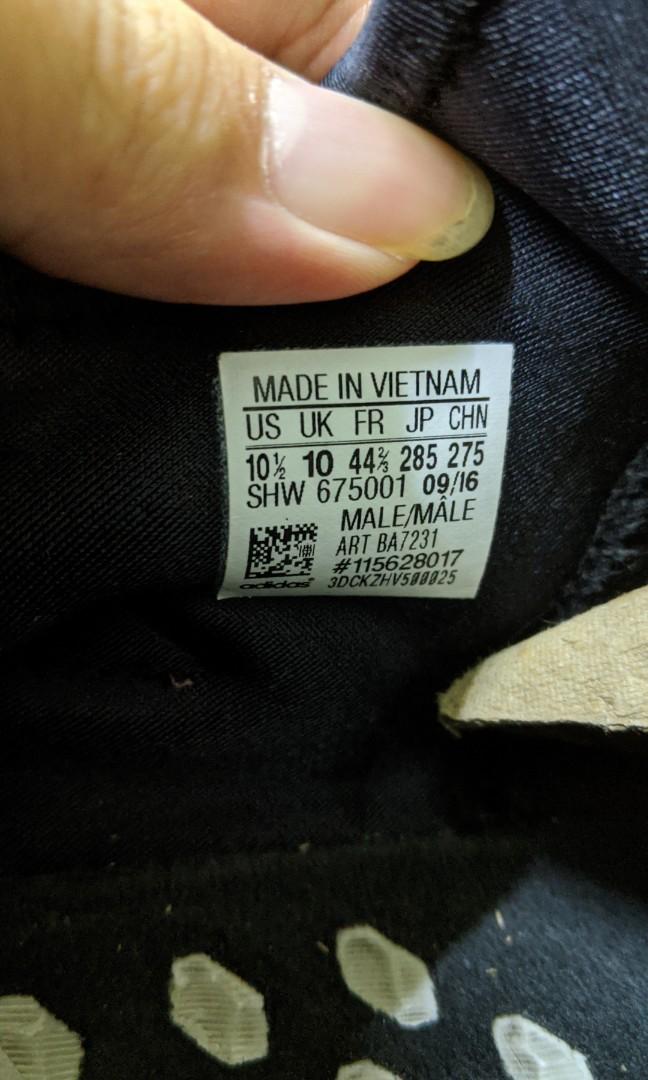 MADE IN VIETNAM
US UK FR JP CHN
10½ 10 44⅔ 285 275
SHW 675001 09/16
MALE/MÂLE
ART BA7231
#115628017
adidas® 3DCKZHV500025